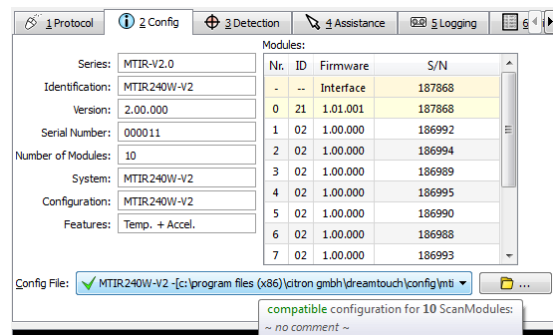 1 Protocol 2 Config 3 Detection 4 Assistance 5 Logging 6
Modules:
Series: MTIR-V2.0
Identification: MTIR240W-V2
Version: 2.00.000
Serial Number: 000011
Number of Modules: 10
System: MTIR240W-V2
Configuration: MTIR240W-V2
Features: Temp. + Accel.
Nr. ID Firmware S/N
- -- Interface 187868
0 21 1.01.001 187868
1 02 1.00.000 186992
2 02 1.00.000 186994
3 02 1.00.000 186989
4 02 1.00.000 186995
5 02 1.00.000 186990
6 02 1.00.000 186988
7 02 1.00.000 186993
Config File: MTIR240W-V2 -[c:\program files (x86)\citron gmbh\dreamtouch\config\mti ...
compatible configuration for 10 ScanModules:
~ no comment ~